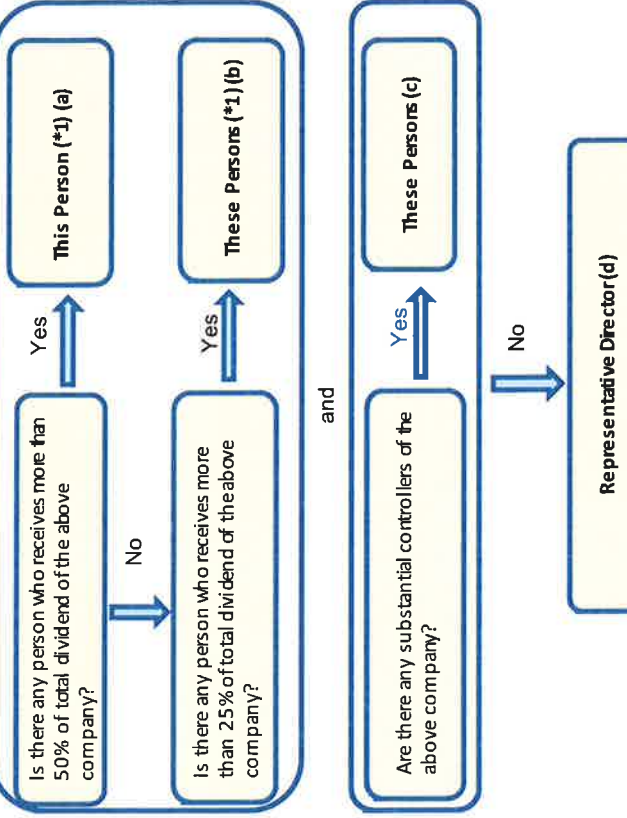 Is there any person who receives more than
50% of total dividend of the above
company?
Yes
This Person (*1) (a)
No
Is there any person who receives more
than 25% of total dividend of the above
company?
Yes
These Persons (*1) (b)
and
Are there any substantial controllers of the
above company?
Yes
These Persons (c)
No
Representative Director (d)